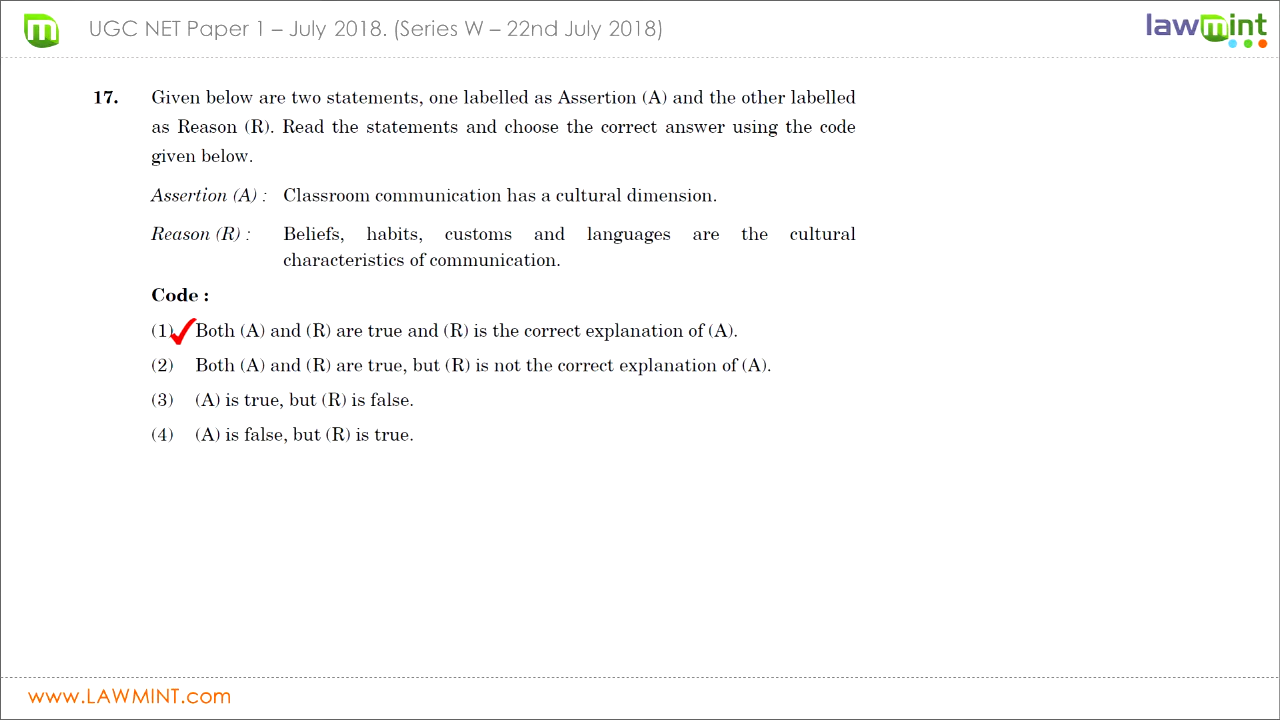 UGC NET Paper 1 – July 2018. (Series W – 22nd July 2018)
lawmint
17. Given below are two statements, one labelled as Assertion (A) and the other labelled
as Reason (R). Read the statements and choose the correct answer using the code
given below.
Assertion (A) : Classroom communication has a cultural dimension.
Reason (R) : Beliefs, habits, customs and languages are the cultural
characteristics of communication.
Code :
(1) Both (A) and (R) are true and (R) is the correct explanation of (A).
(2) Both (A) and (R) are true, but (R) is not the correct explanation of (A).
(3) (A) is true, but (R) is false.
(4) (A) is false, but (R) is true.
www.LAWMINT.com